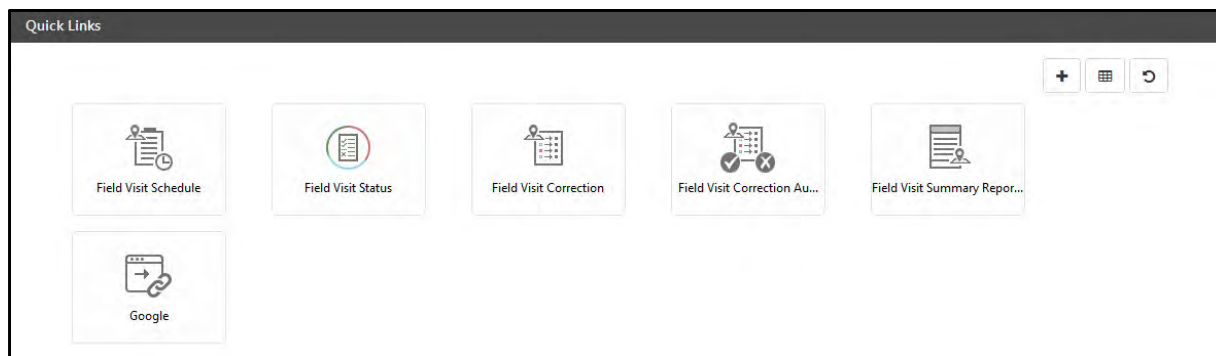 Quick Links
Field Visit Schedule
Field Visit Status
Field Visit Correction
Field Visit Correction Au...
Field Visit Summary Repor...
Google